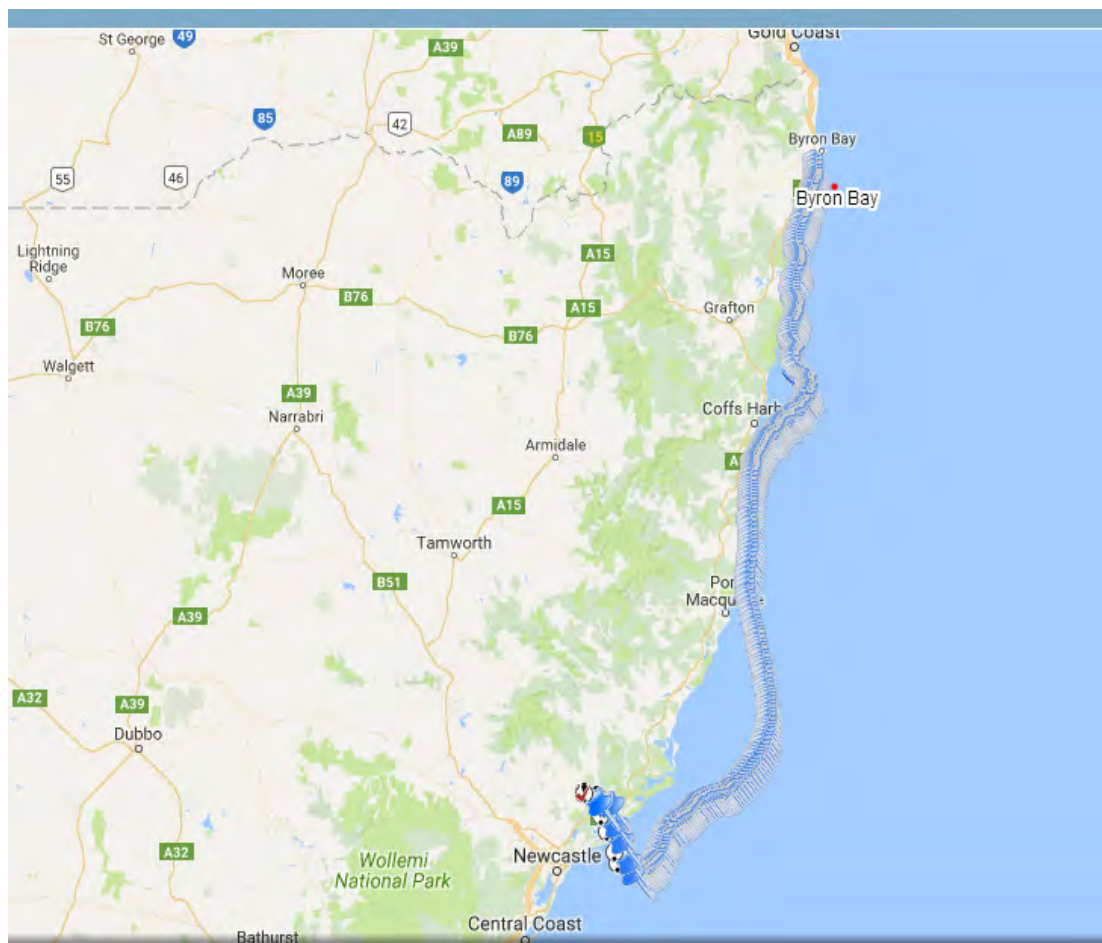 St George
49
Gold Coast
A39
85
42
A89
15
Byron Bay
55
46
89
Byron Bay
Lightning
Ridge
A15
Moree
B76
A15
Grafton
B76
B76
Walgett
A39
Narrabri
Coffs Harb
Armidale
A
A15
Tamworth
B51
Por
Macqu e
A39
A32
A39
Dubbo
A32
Wollemi
National Park
Newcastle
Central Coast
Bathurst